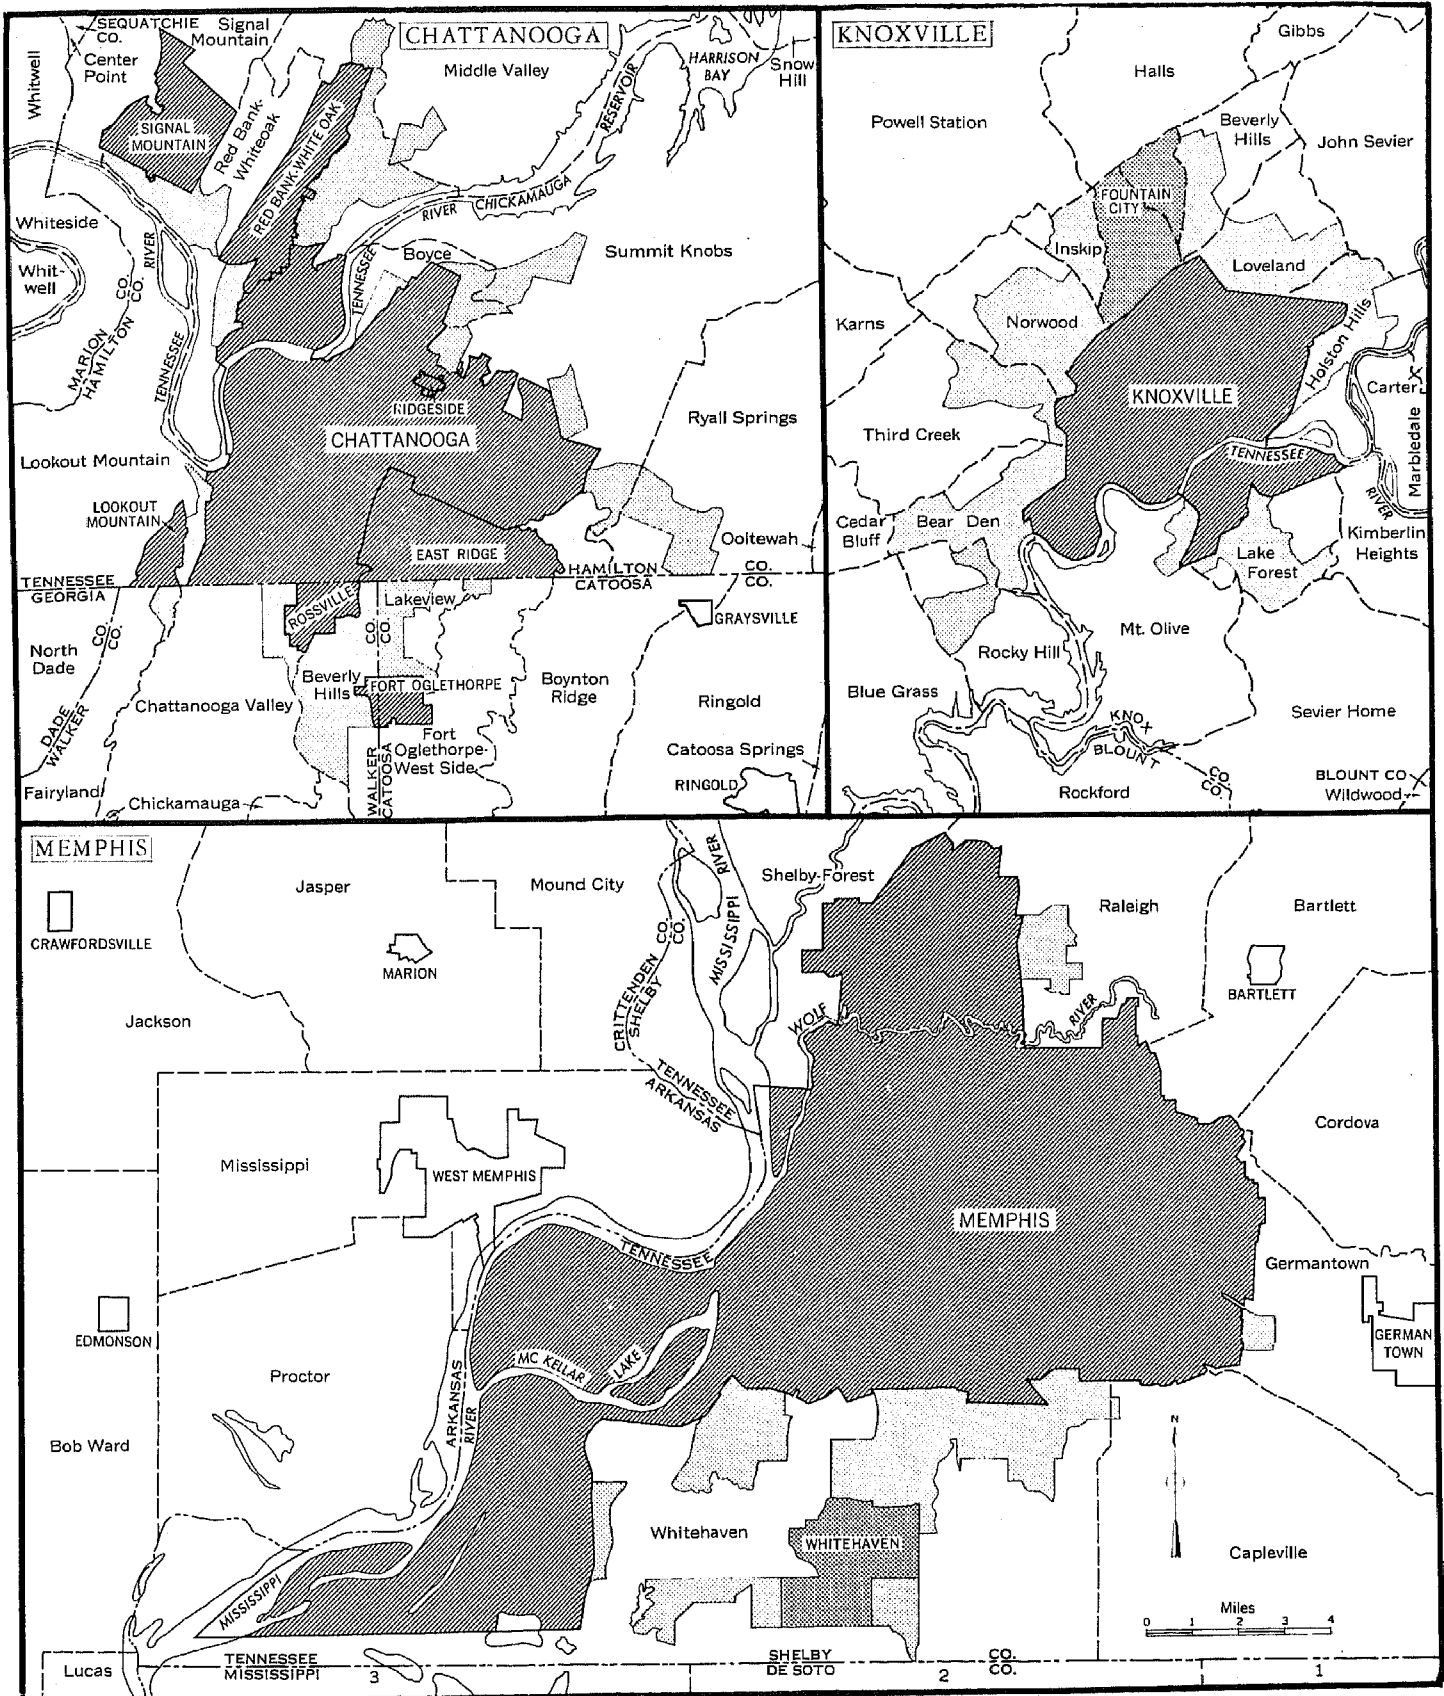 SEQUATCHIE
CO.
Signal
Mountain
CHATTANOOGA
Whitwell
Center
Point
Middle Valley
HARRISON
BAY
Snow
Hill
SIGNAL
MOUNTAIN
Red Bank-
Whiteoak
RED BANK-WHITE OAK
RESERVOIR
CHICKAMAUGA
RIVER
TENNESSEE
Whiteside
Whit-
well
RIVER
TENNESSEE
CO.
CO.
MARION
HAMILTON
Boyce
Summit Knobs
RIDGESIDE
CHATTANOOGA
Ryall Springs
Lookout Mountain
LOOKOUT
MOUNTAIN
EAST RIDGE
Ooltewah
TENNESSEE
GEORGIA
HAMILTON
CATOOSA
CO.
CO.
ROSSVILLE
Lakeview
GRAYSVILLE
CO.
CO.
CO.
CO.
North
Dade
DADE
WALKER
Chattanooga Valley
Beverly
Hills
FORT OGLETHORPE
Boynton
Ridge
Ringold
Fort
Oglethorpe-
West Side
WALKER
CATOOSA
Catoosa Springs
RINGOLD
Fairyland
Chickamauga
KNOXVILLE
Gibbs
Halls
Powell Station
Beverly
Hills
John Sevier
FOUNTAIN
CITY
Inskip
Loveland
Norwood
Karns
Holston Hills
KNOXVILLE
Carter
Third Creek
TENNESSEE
RIVER
Marbledale
Cedar
Bluff
Bear Den
Lake
Forest
Kimberlin
Heights
Mt. Olive
Rocky Hill
Blue Grass
Sevier Home
KNOX
BLOUNT
CO.
CO.
Rockford
BLOUNT CO
Wildwood
MEMPHIS
Jasper
Mound City
RIVER
MISSISSIPPI
Shelby-Forest
Raleigh
Bartlett
CRAWFORDSVILLE
MARION
CO.
CO.
CRITTENDEN
SHELBY
BARTLETT
Jackson
WOLF
RIVER
TENNESSEE
ARKANSAS
Cordova
Mississippi
WEST MEMPHIS
MEMPHIS
TENNESSEE
Germantown
EDMONSON
GERMAN
TOWN
Proctor
MC KELLAR
LAKE
ARKANSAS
RIVER
Bob Ward
N
Whitehaven
WHITEHAVEN
Capleville
MISSISSIPPI
Miles
0 1 2 3 4
Lucas
TENNESSEE
MISSISSIPPI
3
SHELBY
DE SOTO
2
CO.
CO.
1